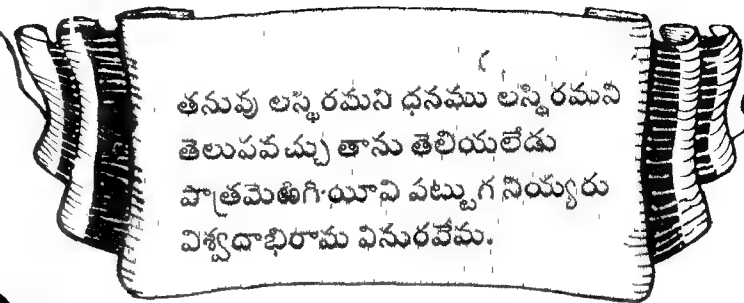 తనువు లస్థిరమని ధనము లస్థిరమని
తెలుపవచ్చు తాను తెలియలేడు
పాత్రమెఱిగి యీవి పట్టుగ నియ్యరు
విశ్వదాభిరామ వినురవేమ.